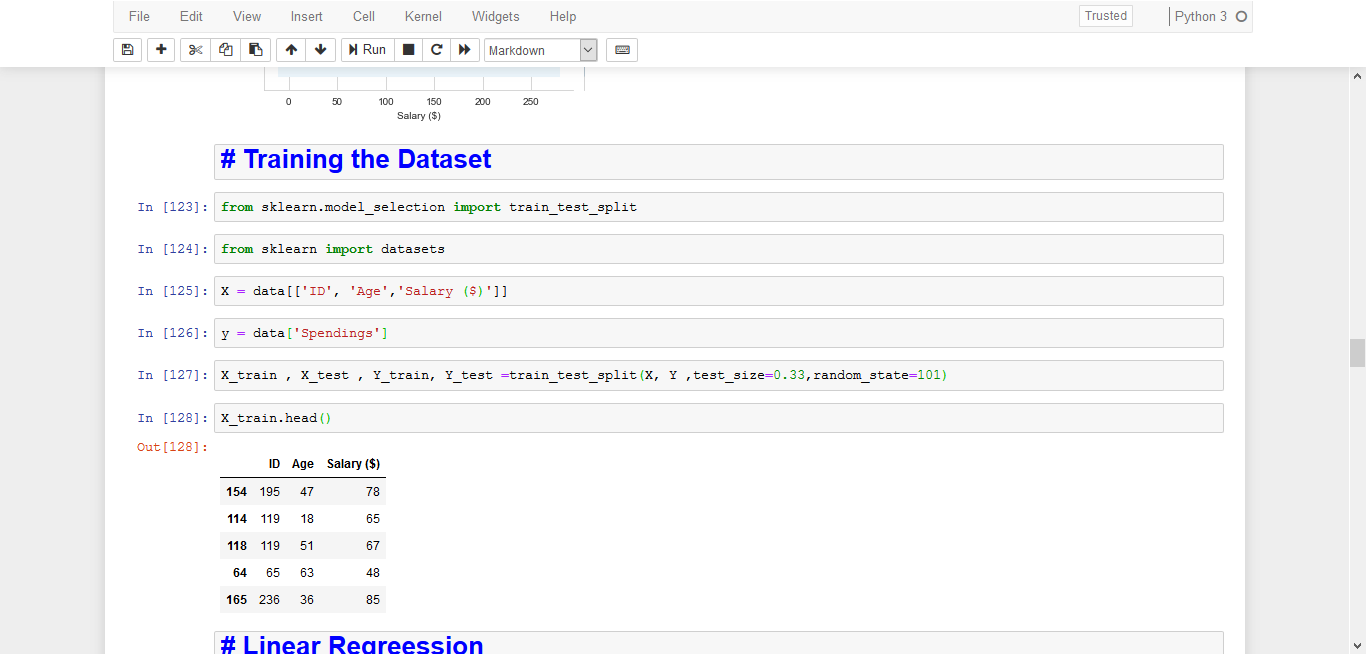 File Edit View Insert Cell Kernel Widgets Help Trusted Python 3
Run Markdown
0 50 100 150 200 250
Salary ($)
# Training the Dataset
In [123]: from sklearn.model_selection import train_test_split
In [124]: from sklearn import datasets
In [125]: X = data[['ID', 'Age','Salary ($)']]
In [126]: y = data['Spendings']
In [127]: X_train , X_test , Y_train, Y_test =train_test_split(X, Y ,test_size=0.33,random_state=101)
In [128]: X_train.head()
Out[128]:
ID Age Salary ($)
154 195 47 78
114 119 18 65
118 119 51 67
64 65 63 48
165 236 36 85
# Linear Regreession